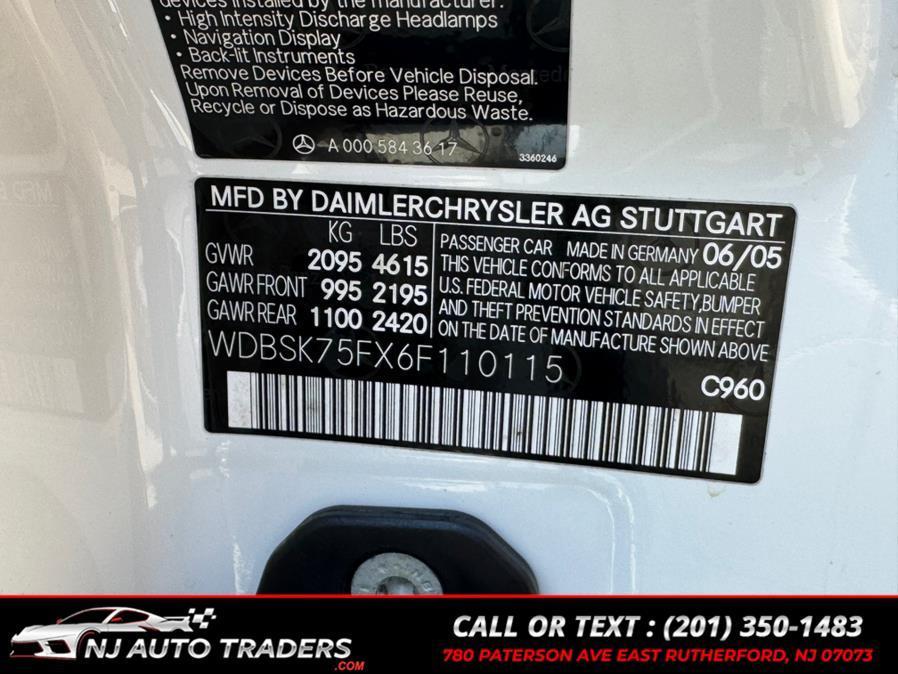 devices installed by the manufacturer:
• High Intensity Discharge Headlamps
• Navigation Display
• Back-lit Instruments
Remove Devices Before Vehicle Disposal.
Upon Removal of Devices Please Reuse,
Recycle or Dispose as Hazardous Waste.
A 000 584 36 17
3360246
MFD BY DAIMLERCHRYSLER AG STUTTGART
KG LBS
GVWR 2095 4615
GAWR FRONT 995 2195
GAWR REAR 1100 2420
PASSENGER CAR MADE IN GERMANY 06/05
THIS VEHICLE CONFORMS TO ALL APPLICABLE
U.S. FEDERAL MOTOR VEHICLE SAFETY,BUMPER
AND THEFT PREVENTION STANDARDS IN EFFECT
ON THE DATE OF MANUFACTURE SHOWN ABOVE
WDBSK75FX6F110115
C960
NJ AUTO TRADERS
.COM
CALL OR TEXT : (201) 350-1483
780 PATERSON AVE EAST RUTHERFORD, NJ 07073